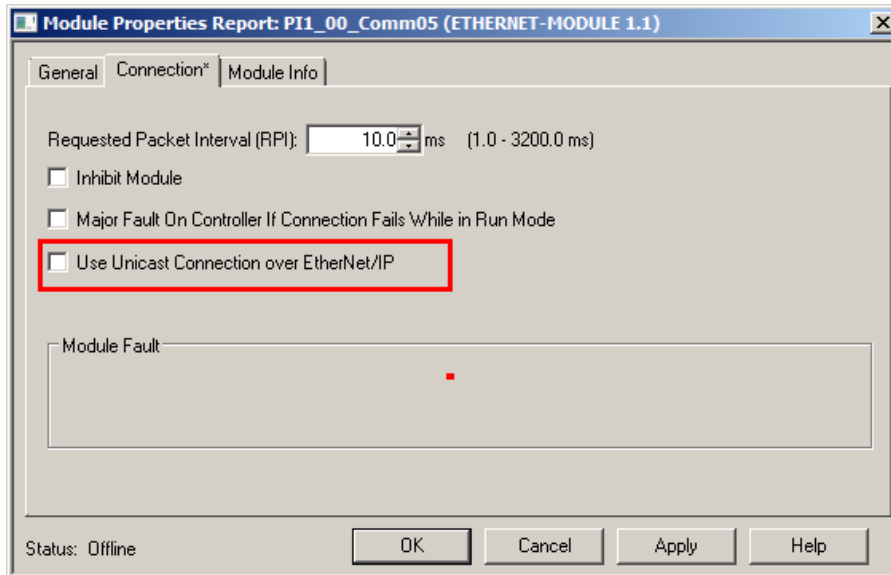 Module Properties Report: PI1_00_Comm05 (ETHERNET-MODULE 1.1)
General Connection* Module Info
Requested Packet Interval (RPI): 10.0 ms (1.0 - 3200.0 ms)
Inhibit Module
Major Fault On Controller If Connection Fails While in Run Mode
Use Unicast Connection over EtherNet/IP
Module Fault
Status: Offline OK Cancel Apply Help